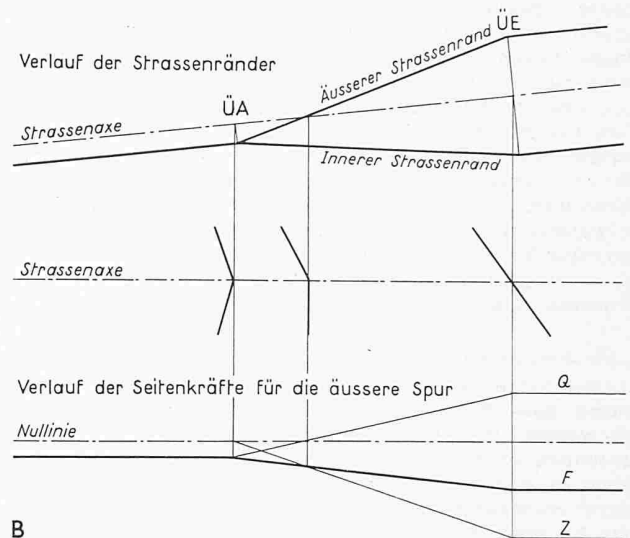 ÜE
Äusserer Strassenrand
Verlauf der Strassenränder
ÜA
Strassenaxe
Innerer Strassenrand
Strassenaxe
Verlauf der Seitenkräfte für die äussere Spur
Q
Nullinie
F
Z
B